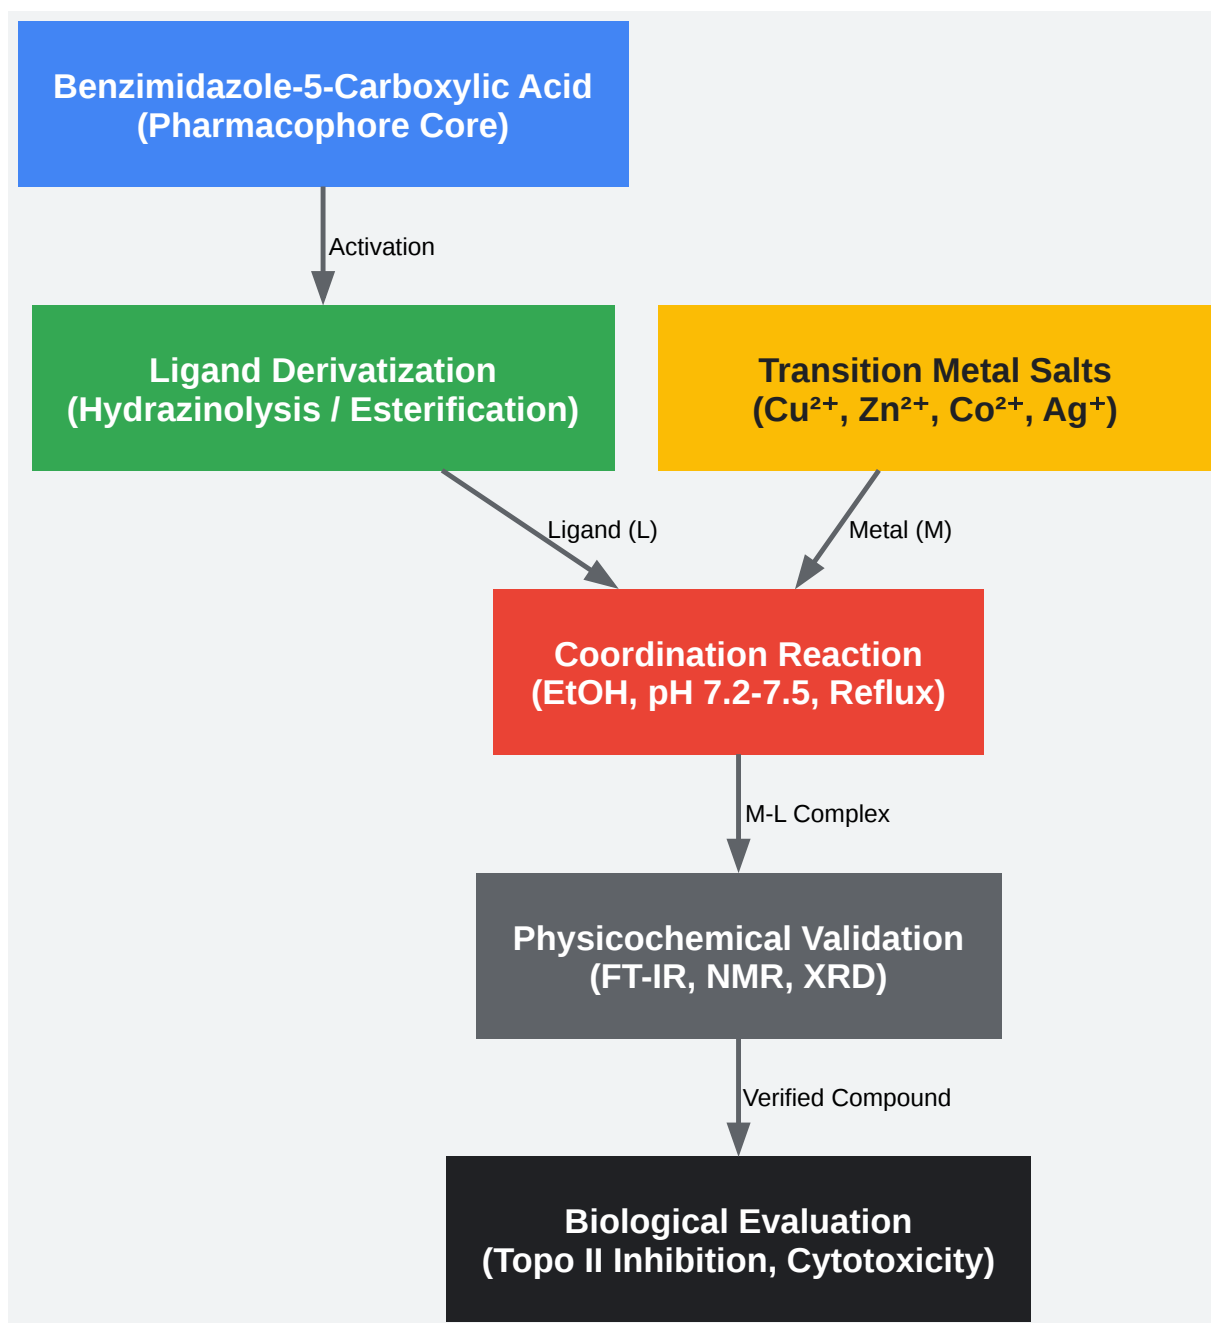 Benzimidazole-5-Carboxylic Acid
(Pharmacophore Core)
Activation
Ligand Derivatization
(Hydrazinolysis / Esterification)
Transition Metal Salts
(Cu²⁺, Zn²⁺, Co²⁺, Ag⁺)
Ligand (L)
Metal (M)
Coordination Reaction
(EtOH, pH 7.2-7.5, Reflux)
M-L Complex
Physicochemical Validation
(FT-IR, NMR, XRD)
Verified Compound
Biological Evaluation
(Topo II Inhibition, Cytotoxicity)